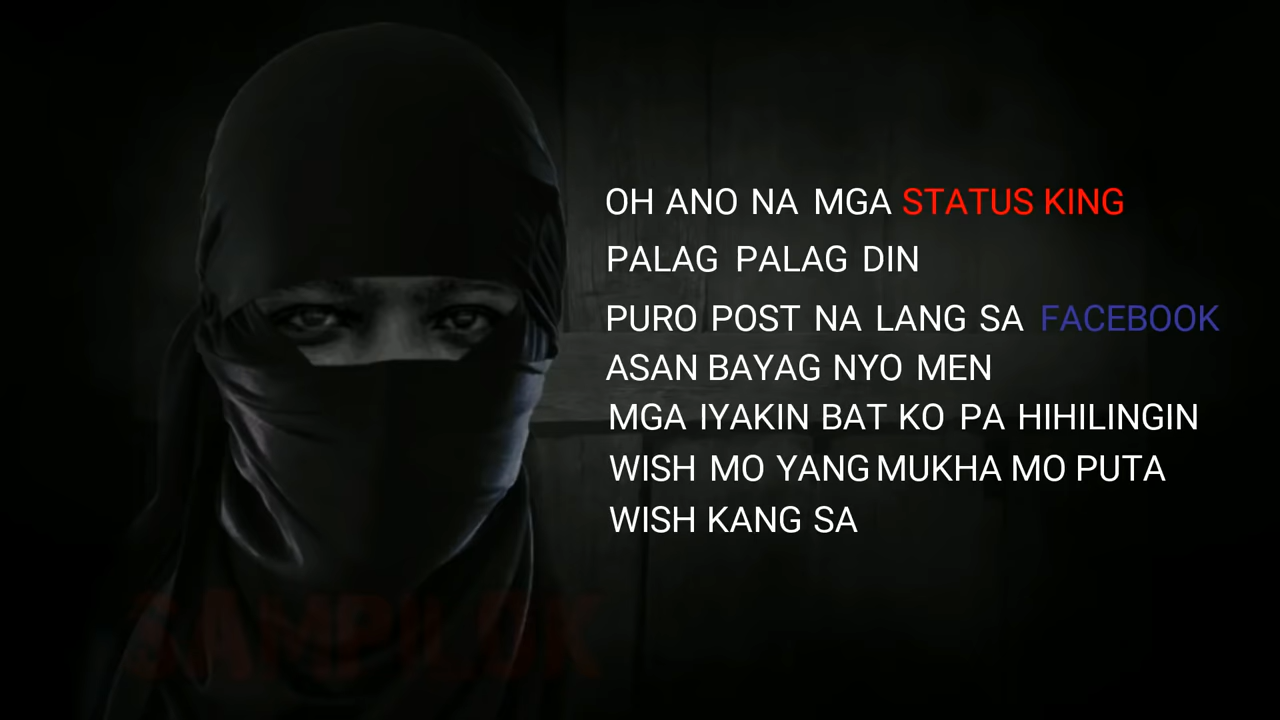 OH ANO NA MGA STATUS KING
PALAG PALAG DIN
PURO POST NA LANG SA FACEBOOK
ASAN BAYAG NYO MEN
MGA IYAKIN BAT KO PA HIHILINGIN
WISH MO YANG MUKHA MO PUTA
WISH KANG SA
SAMPILOK